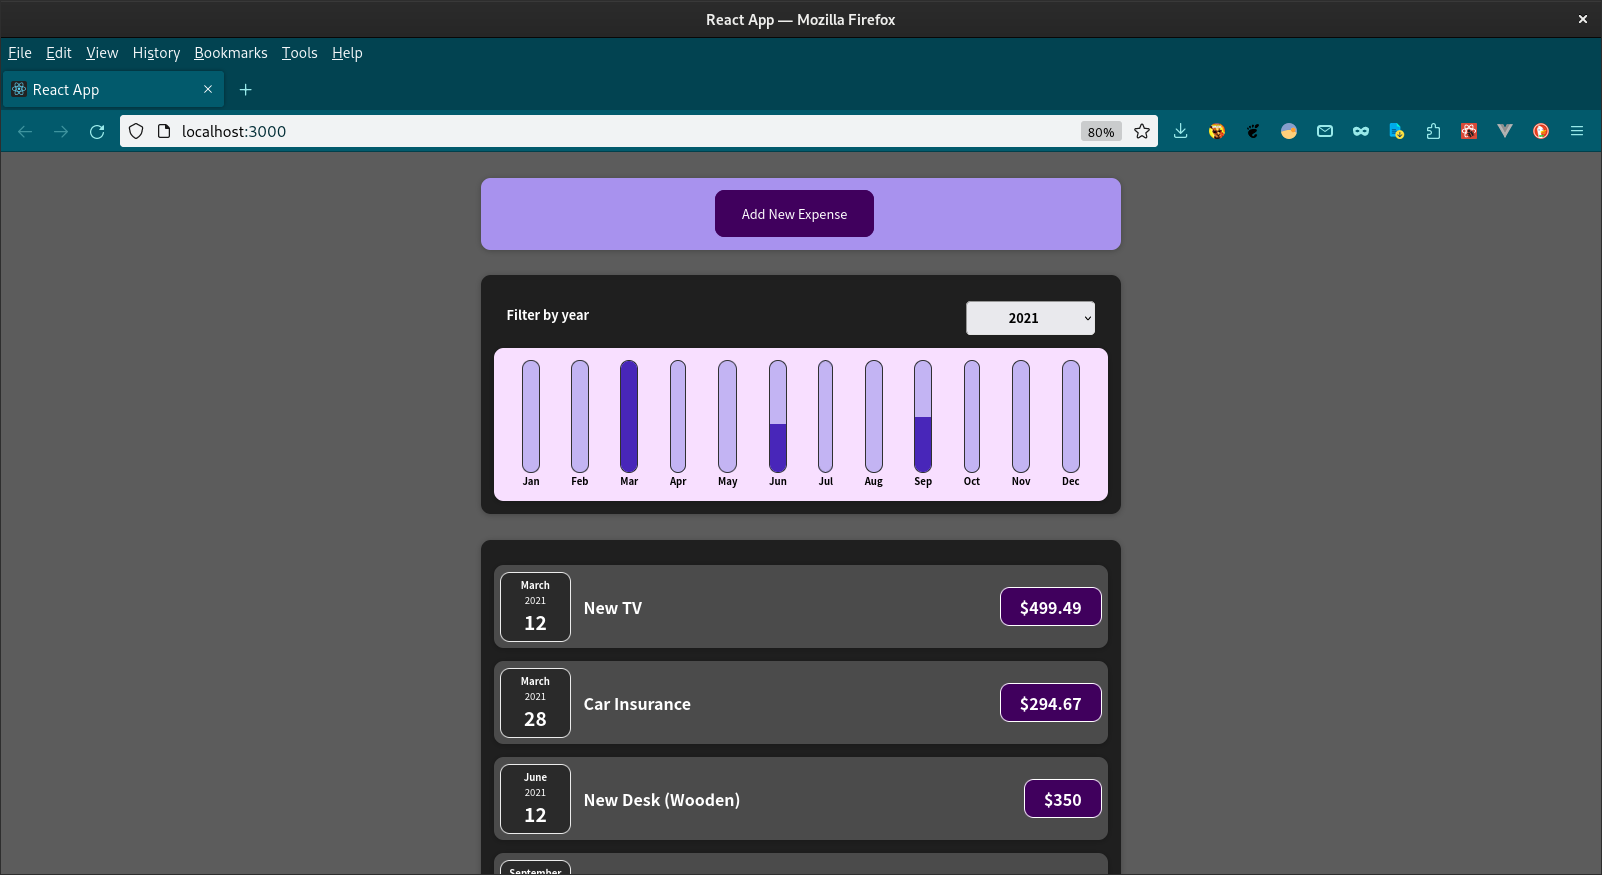 React App — Mozilla Firefox
File Edit View History Bookmarks Tools Help
React App
localhost:3000 80%
Add New Expense
Filter by year 2021
Jan Feb Mar Apr May Jun Jul Aug Sep Oct Nov Dec
March
2021
12
New TV
$499.49
March
2021
28
Car Insurance
$294.67
June
2021
12
New Desk (Wooden)
$350
September